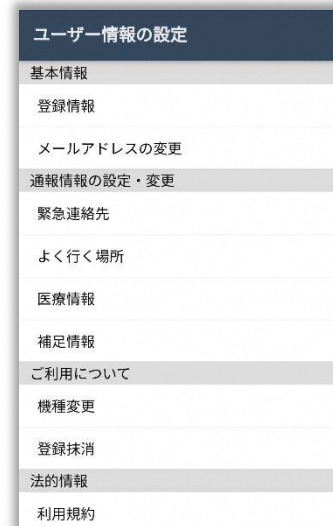 ユーザー情報の設定
基本情報
登録情報
メールアドレスの変更
通報情報の設定・変更
緊急連絡先
よく行く場所
医療情報
補足情報
ご利用について
機種変更
登録抹消
法的情報
利用規約